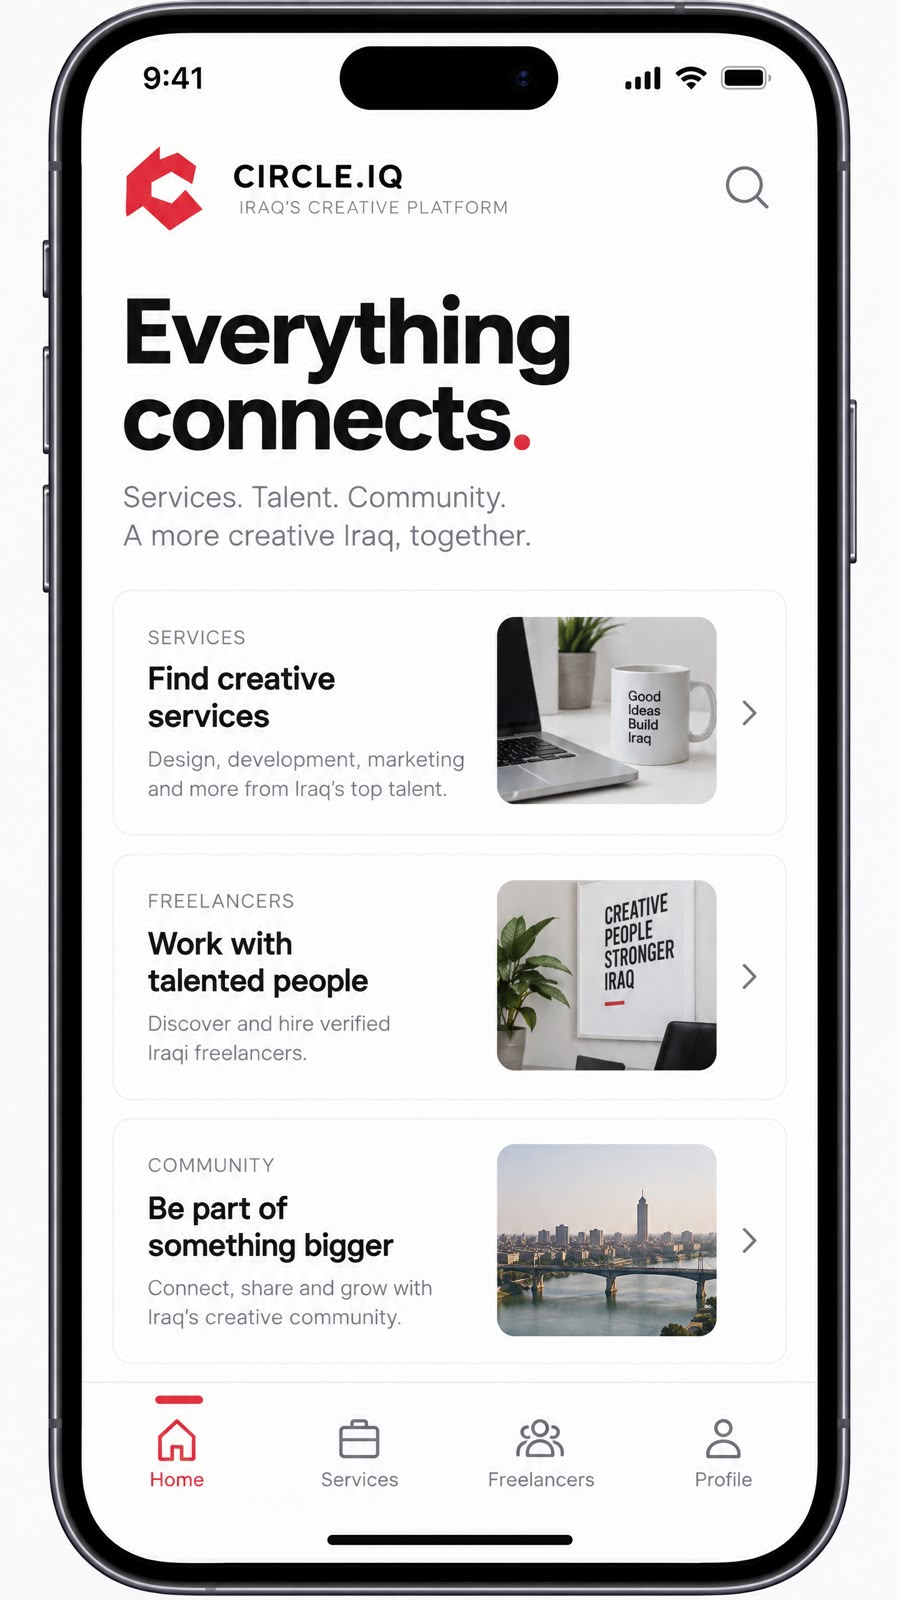 9:41
CIRCLE.IQ
IRAQ'S CREATIVE PLATFORM
Everything
connects.
Services. Talent. Community.
A more creative Iraq, together.
SERVICES
Find creative
services
Design, development, marketing
and more from Iraq's top talent.
Good
Ideas
Build
Iraq
FREELANCERS
Work with
talented people
Discover and hire verified
Iraqi freelancers.
CREATIVE
PEOPLE
STRONGER
IRAQ
COMMUNITY
Be part of
something bigger
Connect, share and grow with
Iraq's creative community.
Home
Services
Freelancers
Profile